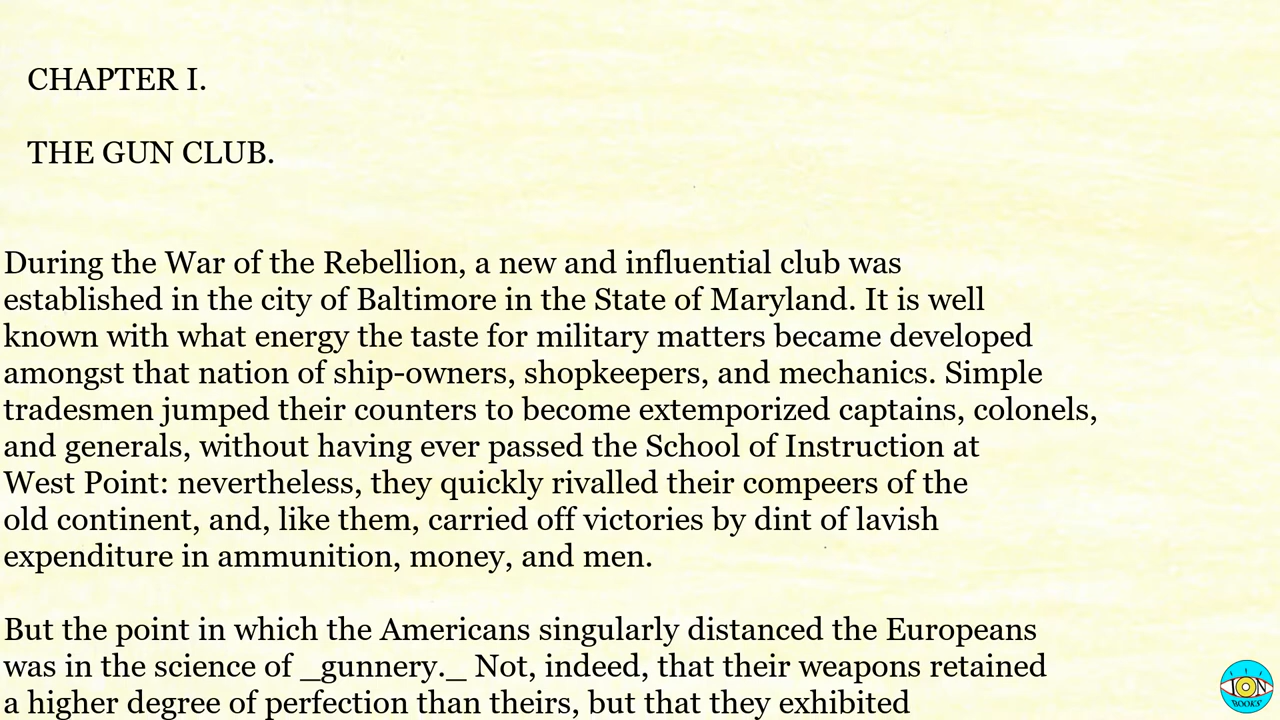 CHAPTER I.
THE GUN CLUB.
During the War of the Rebellion, a new and influential club was
established in the city of Baltimore in the State of Maryland. It is well
known with what energy the taste for military matters became developed
amongst that nation of ship-owners, shopkeepers, and mechanics. Simple
tradesmen jumped their counters to become extemporized captains, colonels,
and generals, without having ever passed the School of Instruction at
West Point: nevertheless, they quickly rivalled their compeers of the
old continent, and, like them, carried off victories by dint of lavish
expenditure in ammunition, money, and men.
But the point in which the Americans singularly distanced the Europeans
was in the science of _gunnery._ Not, indeed, that their weapons retained
a higher degree of perfection than theirs, but that they exhibited
ION
BOOKS